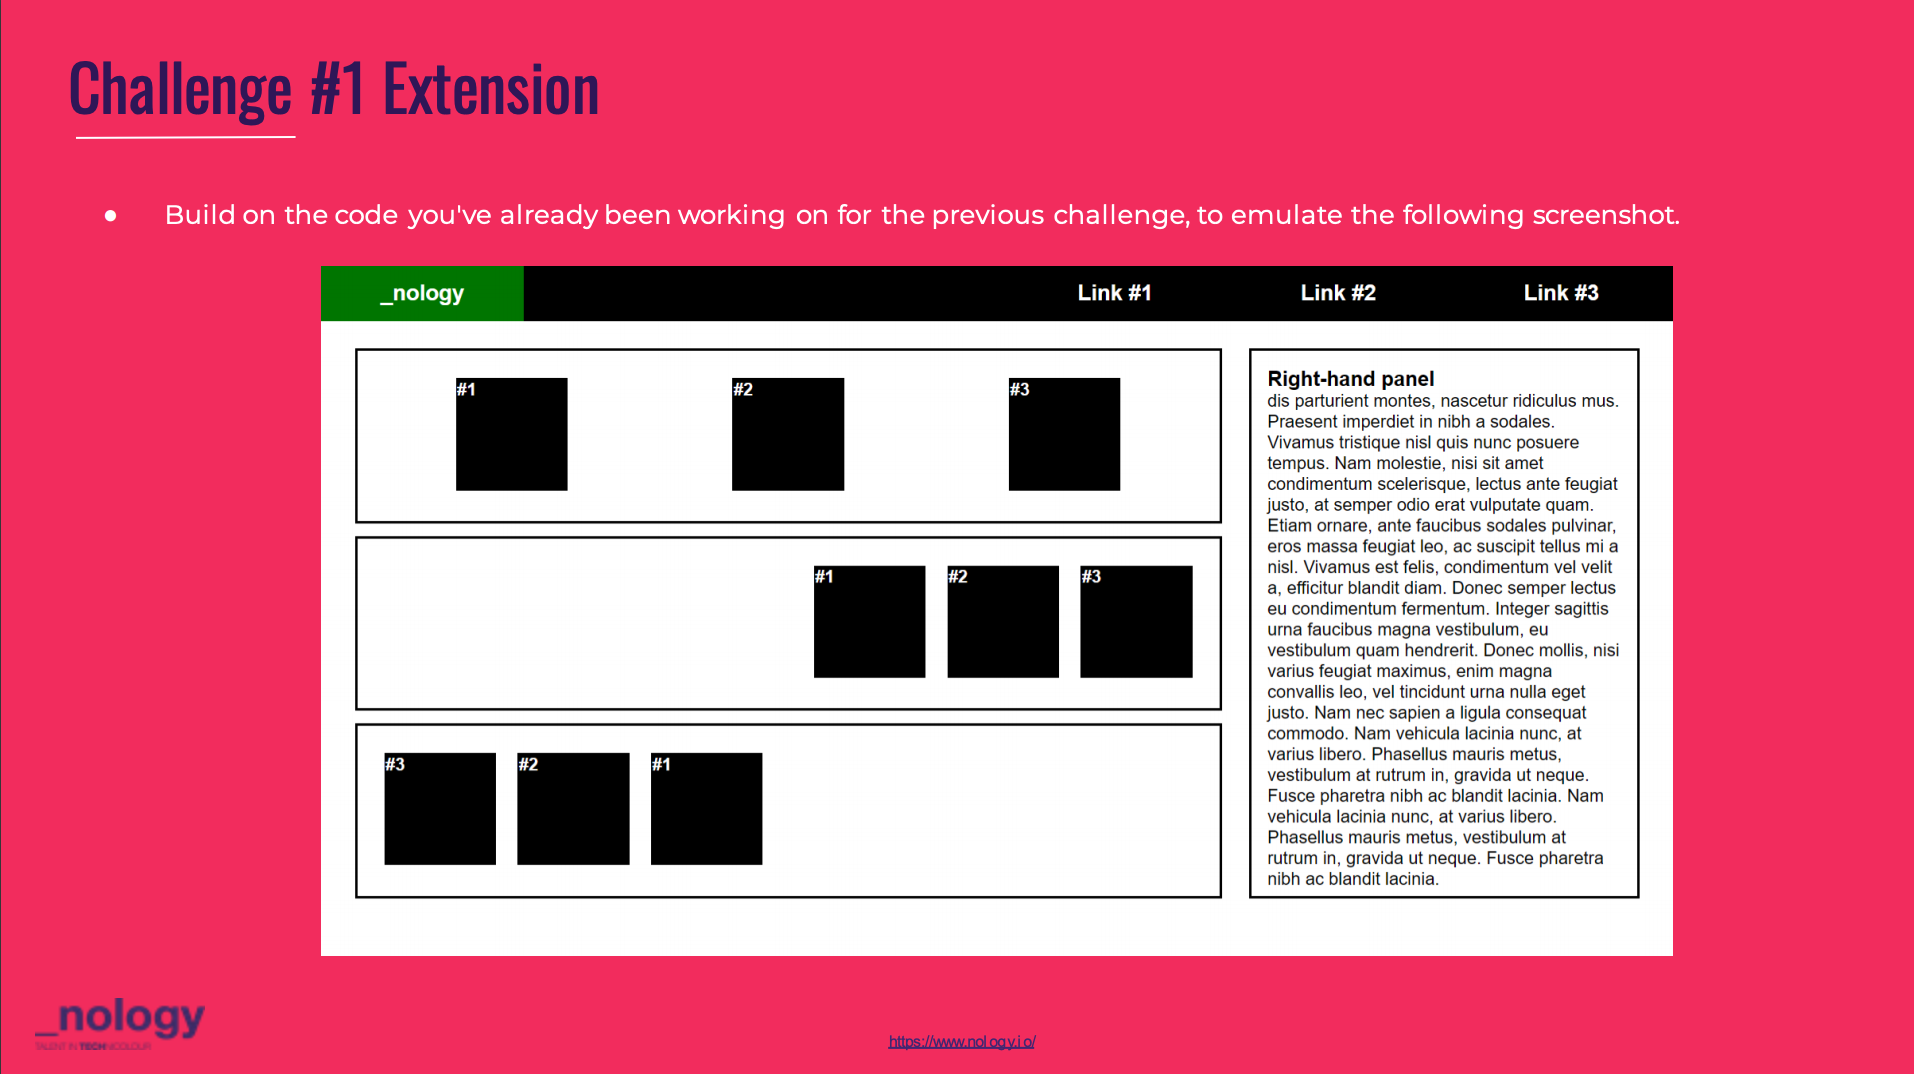 Challenge #1 Extension
● Build on the code you've already been working on for the previous challenge, to emulate the following screenshot.
_nology Link #1 Link #2 Link #3
#1 #2 #3
#1 #2 #3
#3 #2 #1
Right-hand panel
dis parturient montes, nascetur ridiculus mus.
Praesent imperdiet in nibh a sodales.
Vivamus tristique nisl quis nunc posuere
tempus. Nam molestie, nisi sit amet
condimentum scelerisque, lectus ante feugiat
justo, at semper odio erat vulputate quam.
Etiam ornare, ante faucibus sodales pulvinar,
eros massa feugiat leo, ac suscipit tellus mi a
nisl. Vivamus est felis, condimentum vel velit
a, efficitur blandit diam. Donec semper lectus
eu condimentum fermentum. Integer sagittis
urna faucibus magna vestibulum, eu
vestibulum quam hendrerit. Donec mollis, nisi
varius feugiat maximus, enim magna
convallis leo, vel tincidunt urna nulla eget
justo. Nam nec sapien a ligula consequat
commodo. Nam vehicula lacinia nunc, at
varius libero. Phasellus mauris metus,
vestibulum at rutrum in, gravida ut neque.
Fusce pharetra nibh ac blandit lacinia. Nam
vehicula lacinia nunc, at varius libero.
Phasellus mauris metus, vestibulum at
rutrum in, gravida ut neque. Fusce pharetra
nibh ac blandit lacinia.
_nology
TALENT IN TECHNICOLOUR
https://www.nology.io/